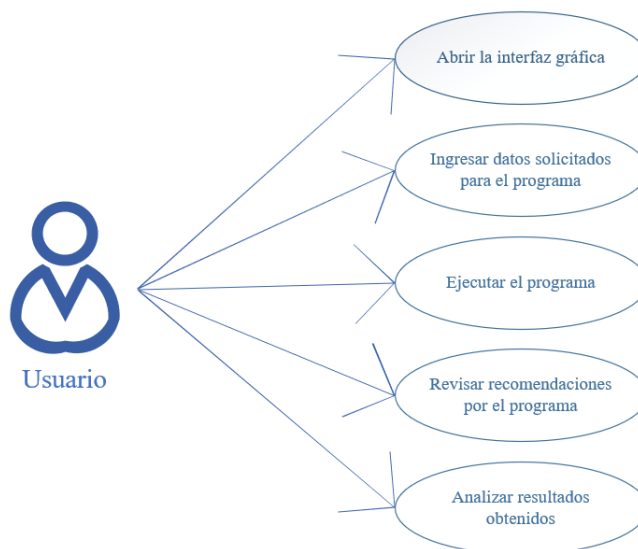 Abrir la interfaz gráfica
Ingresar datos solicitados
para el programa
Ejecutar el programa
Usuario
Revisar recomendaciones
por el programa
Analizar resultados
obtenidos